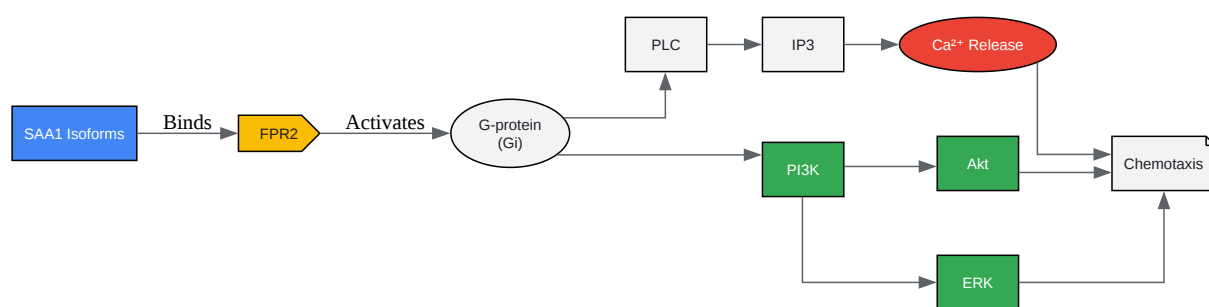 SAA1 Isoforms
Binds
FPR2
Activates
G-protein
(Gi)
PLC
IP3
Ca²⁺ Release
PI3K
Akt
ERK
Chemotaxis